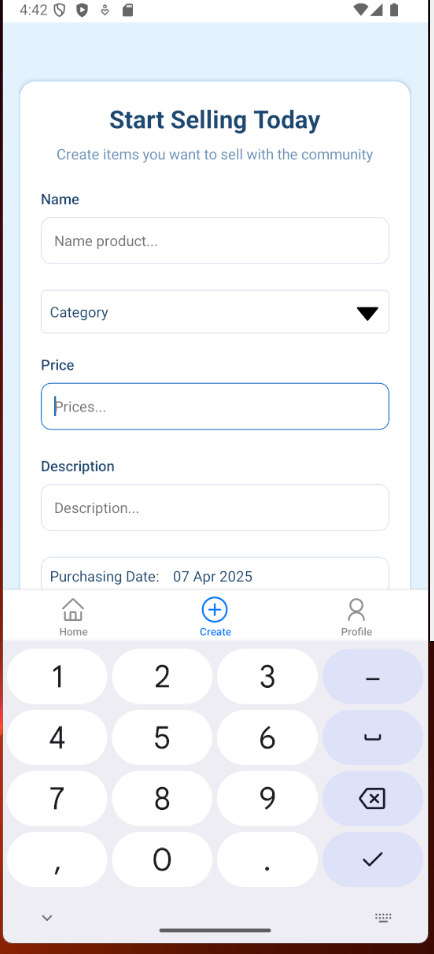 4:42
Start Selling Today
Create items you want to sell with the community
Name
Name product...
Category
Price
Prices...
Description
Description...
Purchasing Date: 07 Apr 2025
Home Create Profile
1 2 3 –
4 5 6
7 8 9
, 0 .